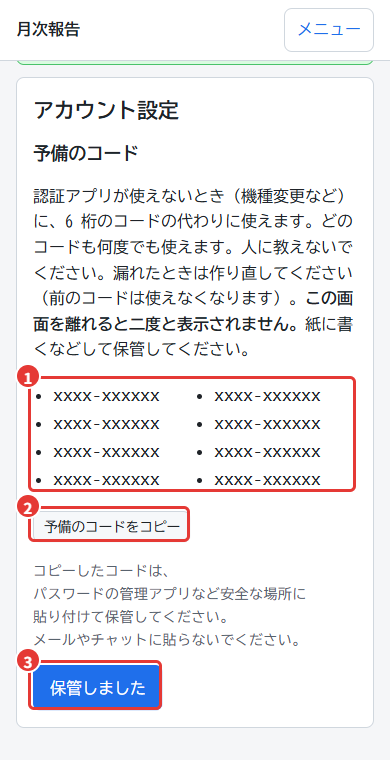 月次報告
メニュー
アカウント設定
予備のコード
認証アプリが使えないとき（機種変更など）
に、6 桁のコードの代わりに使えます。どの
コードも何度でも使えます。人に教えないで
ください。漏れたときは作り直してください
（前のコードは使えなくなります）。この画
面を離れると二度と表示されません。紙に書
くなどして保管してください。
1
• xxxx-xxxxxx • xxxx-xxxxxx
• xxxx-xxxxxx • xxxx-xxxxxx
• xxxx-xxxxxx • xxxx-xxxxxx
• xxxx-xxxxxx • xxxx-xxxxxx
2
予備のコードをコピー
コピーしたコードは、
パスワードの管理アプリなど安全な場所に
貼り付けて保管してください。
メールやチャットに貼らないでください。
3
保管しました